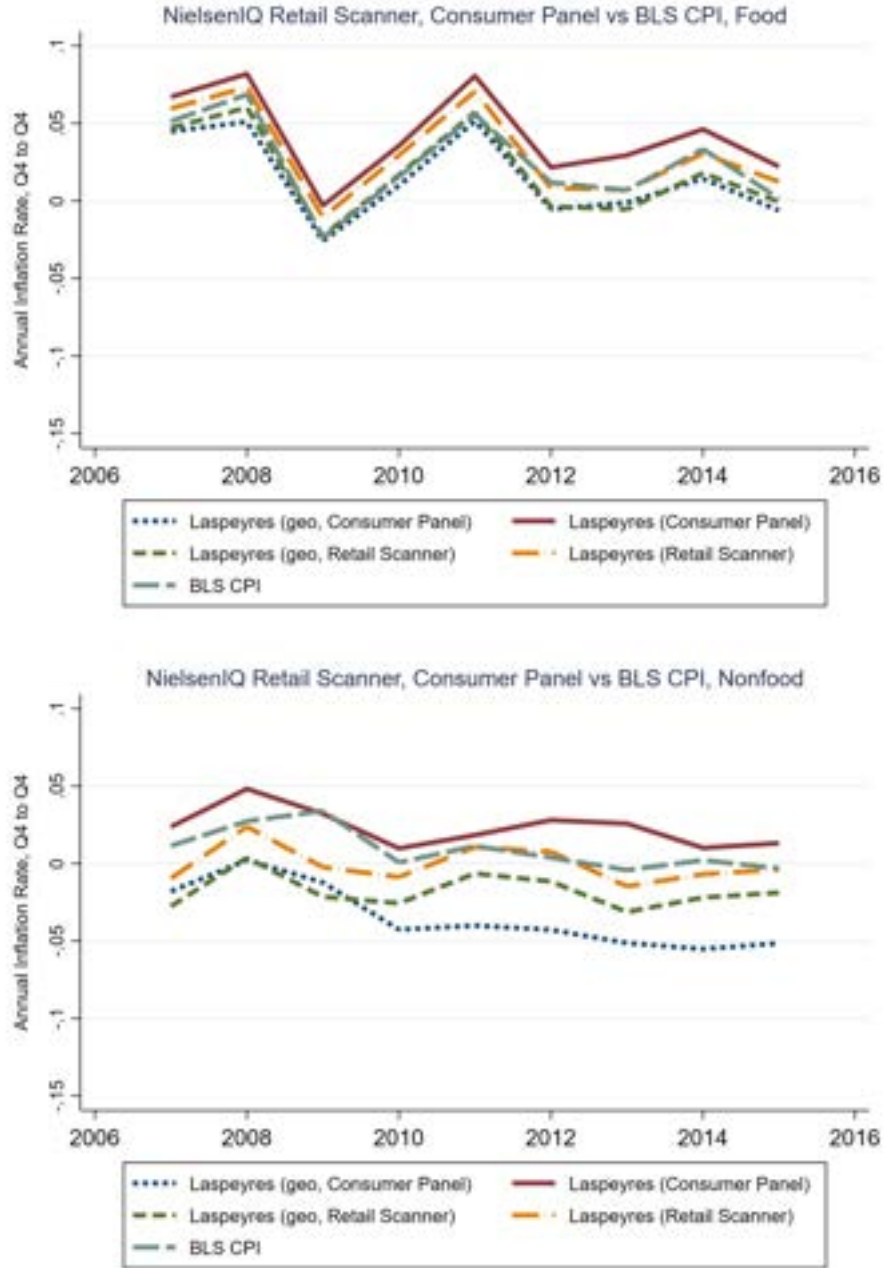 NielsenIQ Retail Scanner, Consumer Panel vs BLS CPI, Food
Annual Inflation Rate, Q4 to Q4
.1
.05
0
-.05
-.1
-.15
2006 2008 2010 2012 2014 2016
Laspeyres (geo, Consumer Panel) Laspeyres (Consumer Panel)
Laspeyres (geo, Retail Scanner) Laspeyres (Retail Scanner)
BLS CPI
NielsenIQ Retail Scanner, Consumer Panel vs BLS CPI, Nonfood
Annual Inflation Rate, Q4 to Q4
.1
.05
0
-.05
-.1
-.15
2006 2008 2010 2012 2014 2016
Laspeyres (geo, Consumer Panel) Laspeyres (Consumer Panel)
Laspeyres (geo, Retail Scanner) Laspeyres (Retail Scanner)
BLS CPI